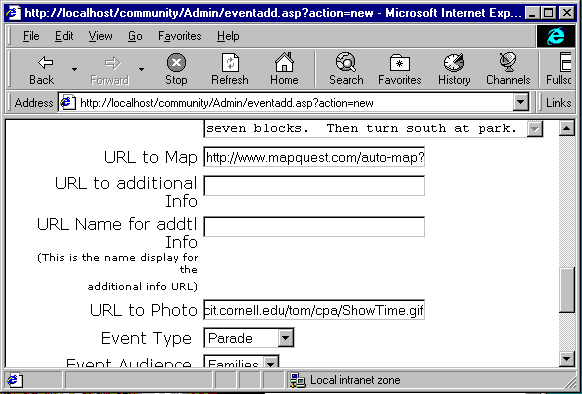 http://localhost/community/Admin/eventadd.asp?action=new - Microsoft Internet Exp...
File Edit View Go Favorites Help
Back Forward Stop Refresh Home Search Favorites History Channels Fullsc
Address http://localhost/community/Admin/eventadd.asp?action=new Links
seven blocks. Then turn south at park.
URL to Map http://www.mapquest.com/auto-map?
URL to additional
Info
URL Name for addtl
Info
(This is the name display for
the
additional info URL)
URL to Photo cit.cornell.edu/tom/cpa/ShowTime.gif
Event Type Parade
Event Audience Families
Local intranet zone